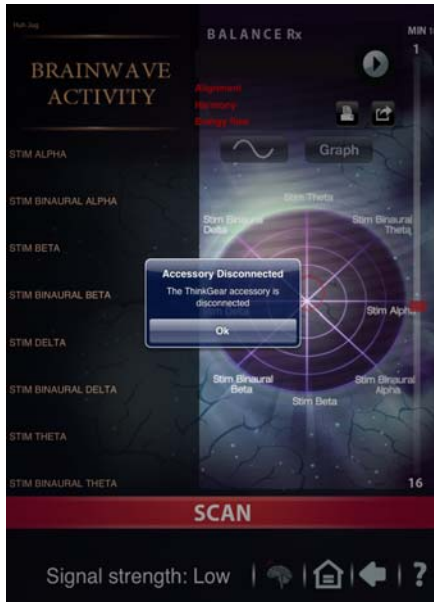 BALANCE Rx
MIN
1
BRAINWAVE
ACTIVITY
Alignment
Harmony
Energy Flow
Graph
STIM ALPHA
STIM BINAURAL ALPHA
STIM BETA
STIM BINAURAL BETA
STIM DELTA
STIM BINAURAL DELTA
STIM THETA
STIM BINAURAL THETA
Stim Theta
Stim Binaural
Delta
Stim Binaural
Theta
Accessory Disconnected
The ThinkGear accessory is
disconnected
Ok
Stim Delta
Stim Alph
Stim Binaural
Beta
Stim Binaural
Alpha
Stim Beta
16
SCAN
Signal strength: Low
?